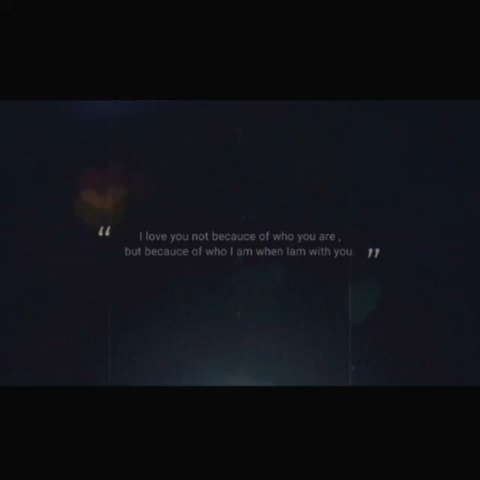 “ I love you not becauce of who you are ,
but becauce of who I am when Iam with you. ”